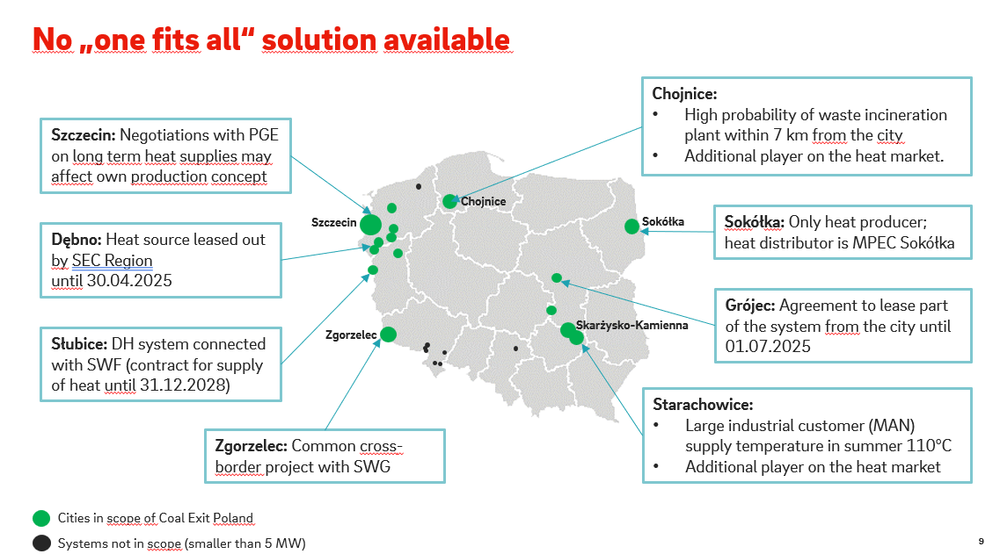 No „one fits all“ solution available
Chojnice:
• High probability of waste incineration
plant within 7 km from the city
• Additional player on the heat market.
Szczecin: Negotiations with PGE
on long term heat supplies may
affect own production concept
Chojnice
Szczecin
Sokółka
Sokółka: Only heat producer;
heat distributor is MPEC Sokółka
Dębno: Heat source leased out
by SEC Region
until 30.04.2025
Grójec: Agreement to lease part
of the system from the city until
01.07.2025
Skarżysko-Kamienna
Zgorzelec
Słubice: DH system connected
with SWF (contract for supply
of heat until 31.12.2028)
Starachowice:
• Large industrial customer (MAN)
supply temperature in summer 110°C
• Additional player on the heat market
Zgorzelec: Common cross-
border project with SWG
Cities in scope of Coal Exit Poland
Systems not in scope (smaller than 5 MW)
9